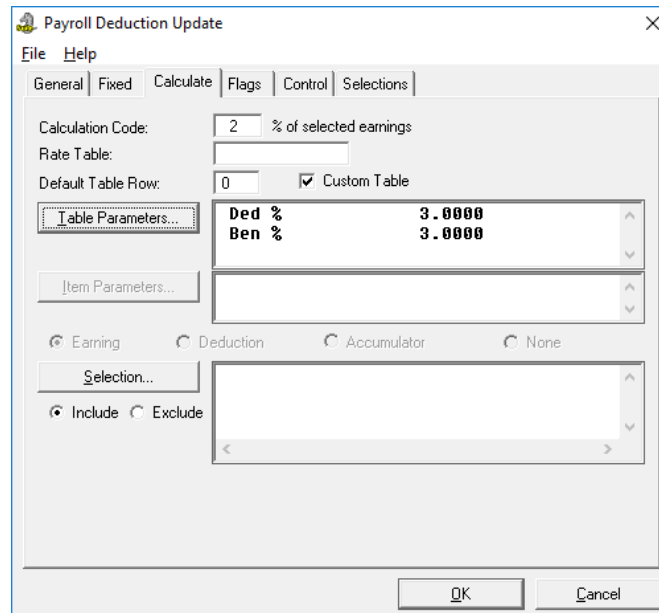 Payroll Deduction Update
File Help
General Fixed Calculate Flags Control Selections
Calculation Code: 2 % of selected earnings
Rate Table:
Default Table Row: 0 Custom Table
Table Parameters... Ded % 3.0000
Ben % 3.0000
Item Parameters...
Earning Deduction Accumulator None
Selection...
Include Exclude
OK Cancel